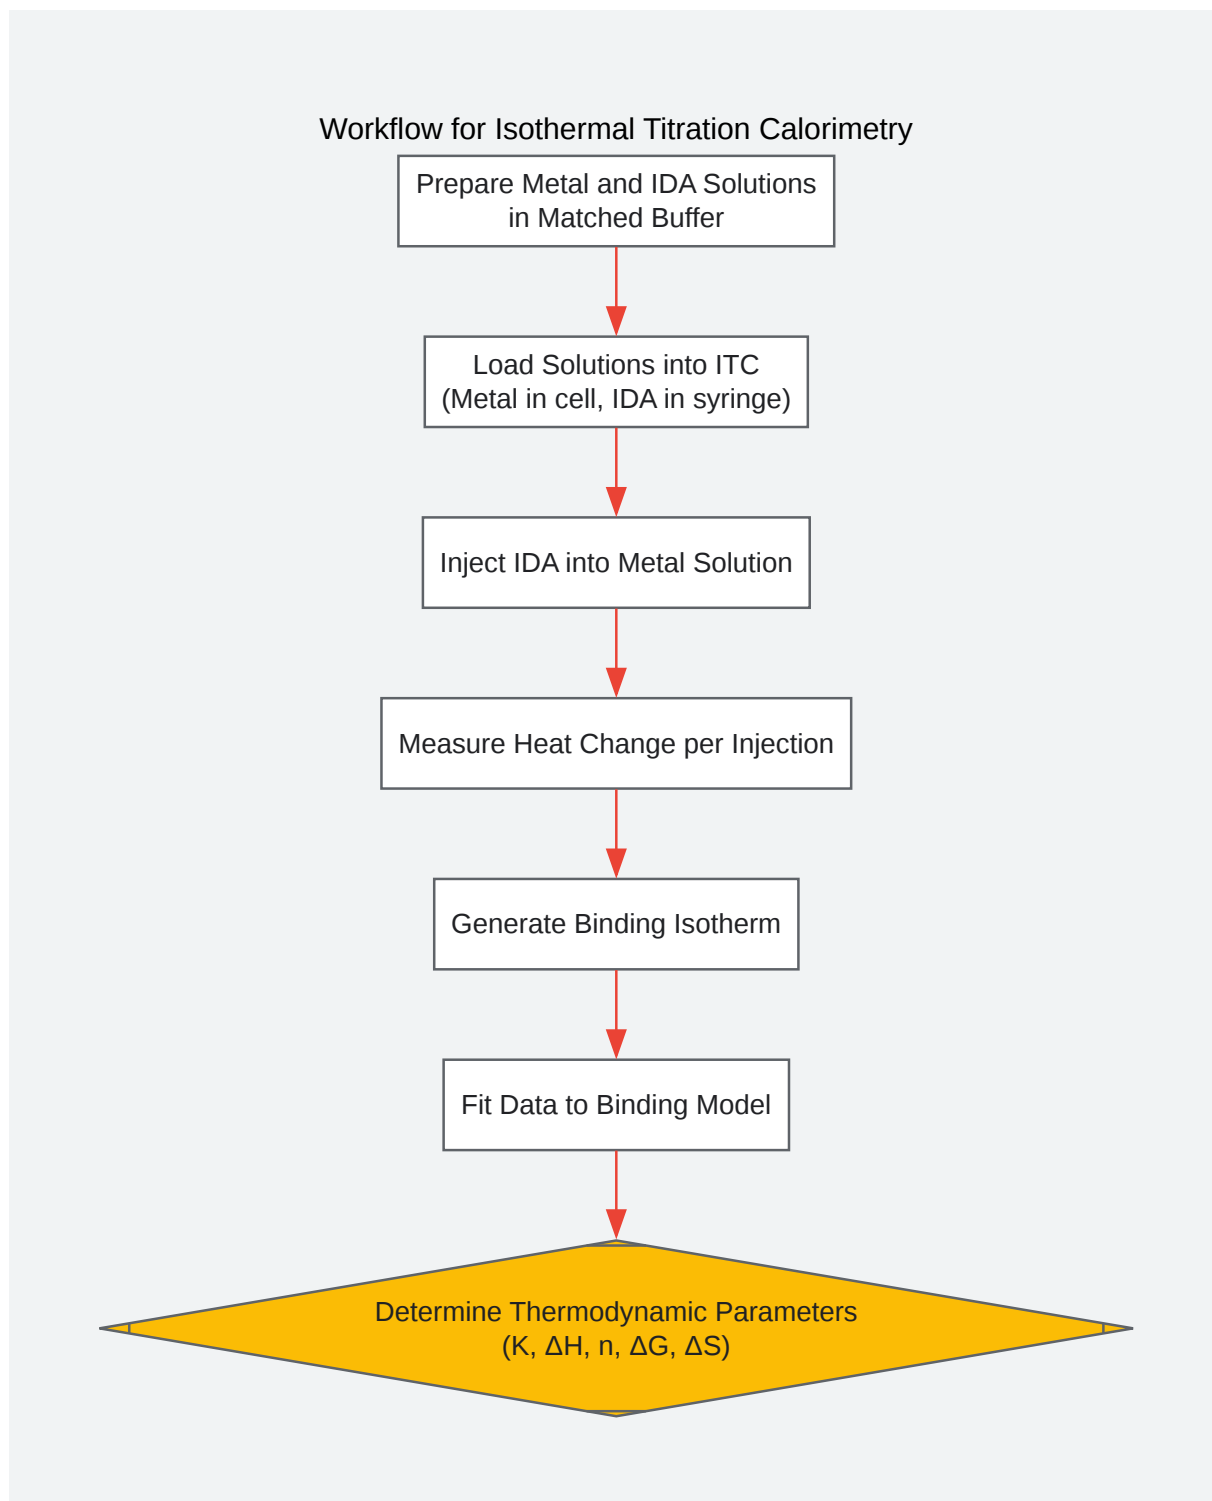 Workflow for Isothermal Titration Calorimetry
Prepare Metal and IDA Solutions
in Matched Buffer
Load Solutions into ITC
(Metal in cell, IDA in syringe)
Inject IDA into Metal Solution
Measure Heat Change per Injection
Generate Binding Isotherm
Fit Data to Binding Model
Determine Thermodynamic Parameters
(K, ΔH, n, ΔG, ΔS)